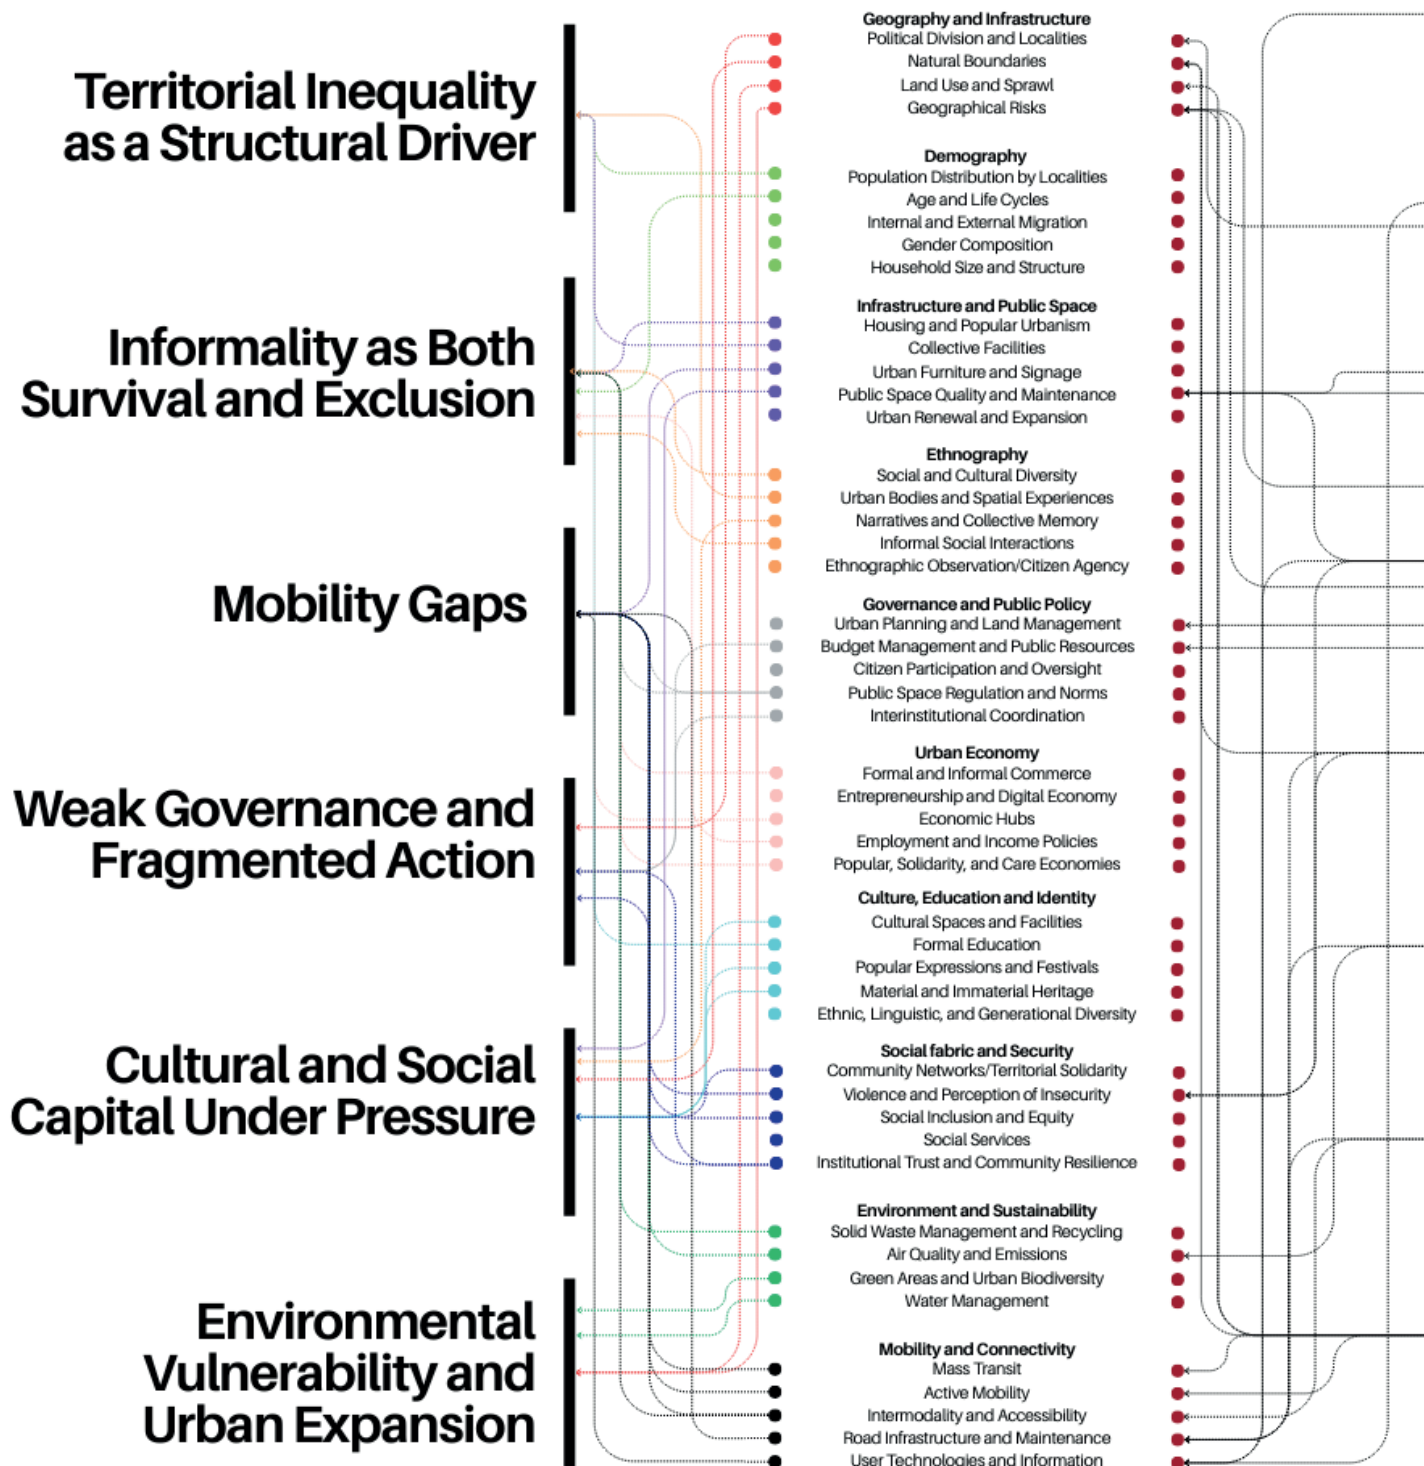 Territorial Inequality
as a Structural Driver
Informality as Both
Survival and Exclusion
Mobility Gaps
Weak Governance and
Fragmented Action
Cultural and Social
Capital Under Pressure
Environmental
Vulnerability and
Urban Expansion
Geography and Infrastructure
Political Division and Localities
Natural Boundaries
Land Use and Sprawl
Geographical Risks
Demography
Population Distribution by Localities
Age and Life Cycles
Internal and External Migration
Gender Composition
Household Size and Structure
Infrastructure and Public Space
Housing and Popular Urbanism
Collective Facilities
Urban Furniture and Signage
Public Space Quality and Maintenance
Urban Renewal and Expansion
Ethnography
Social and Cultural Diversity
Urban Bodies and Spatial Experiences
Narratives and Collective Memory
Informal Social Interactions
Ethnographic Observation/Citizen Agency
Governance and Public Policy
Urban Planning and Land Management
Budget Management and Public Resources
Citizen Participation and Oversight
Public Space Regulation and Norms
Interinstitutional Coordination
Urban Economy
Formal and Informal Commerce
Entrepreneurship and Digital Economy
Economic Hubs
Employment and Income Policies
Popular, Solidarity, and Care Economies
Culture, Education and Identity
Cultural Spaces and Facilities
Formal Education
Popular Expressions and Festivals
Material and Immaterial Heritage
Ethnic, Linguistic, and Generational Diversity
Social fabric and Security
Community Networks/Territorial Solidarity
Violence and Perception of Insecurity
Social Inclusion and Equity
Social Services
Institutional Trust and Community Resilience
Environment and Sustainability
Solid Waste Management and Recycling
Air Quality and Emissions
Green Areas and Urban Biodiversity
Water Management
Mobility and Connectivity
Mass Transit
Active Mobility
Intermodality and Accessibility
Road Infrastructure and Maintenance
User Technologies and Information